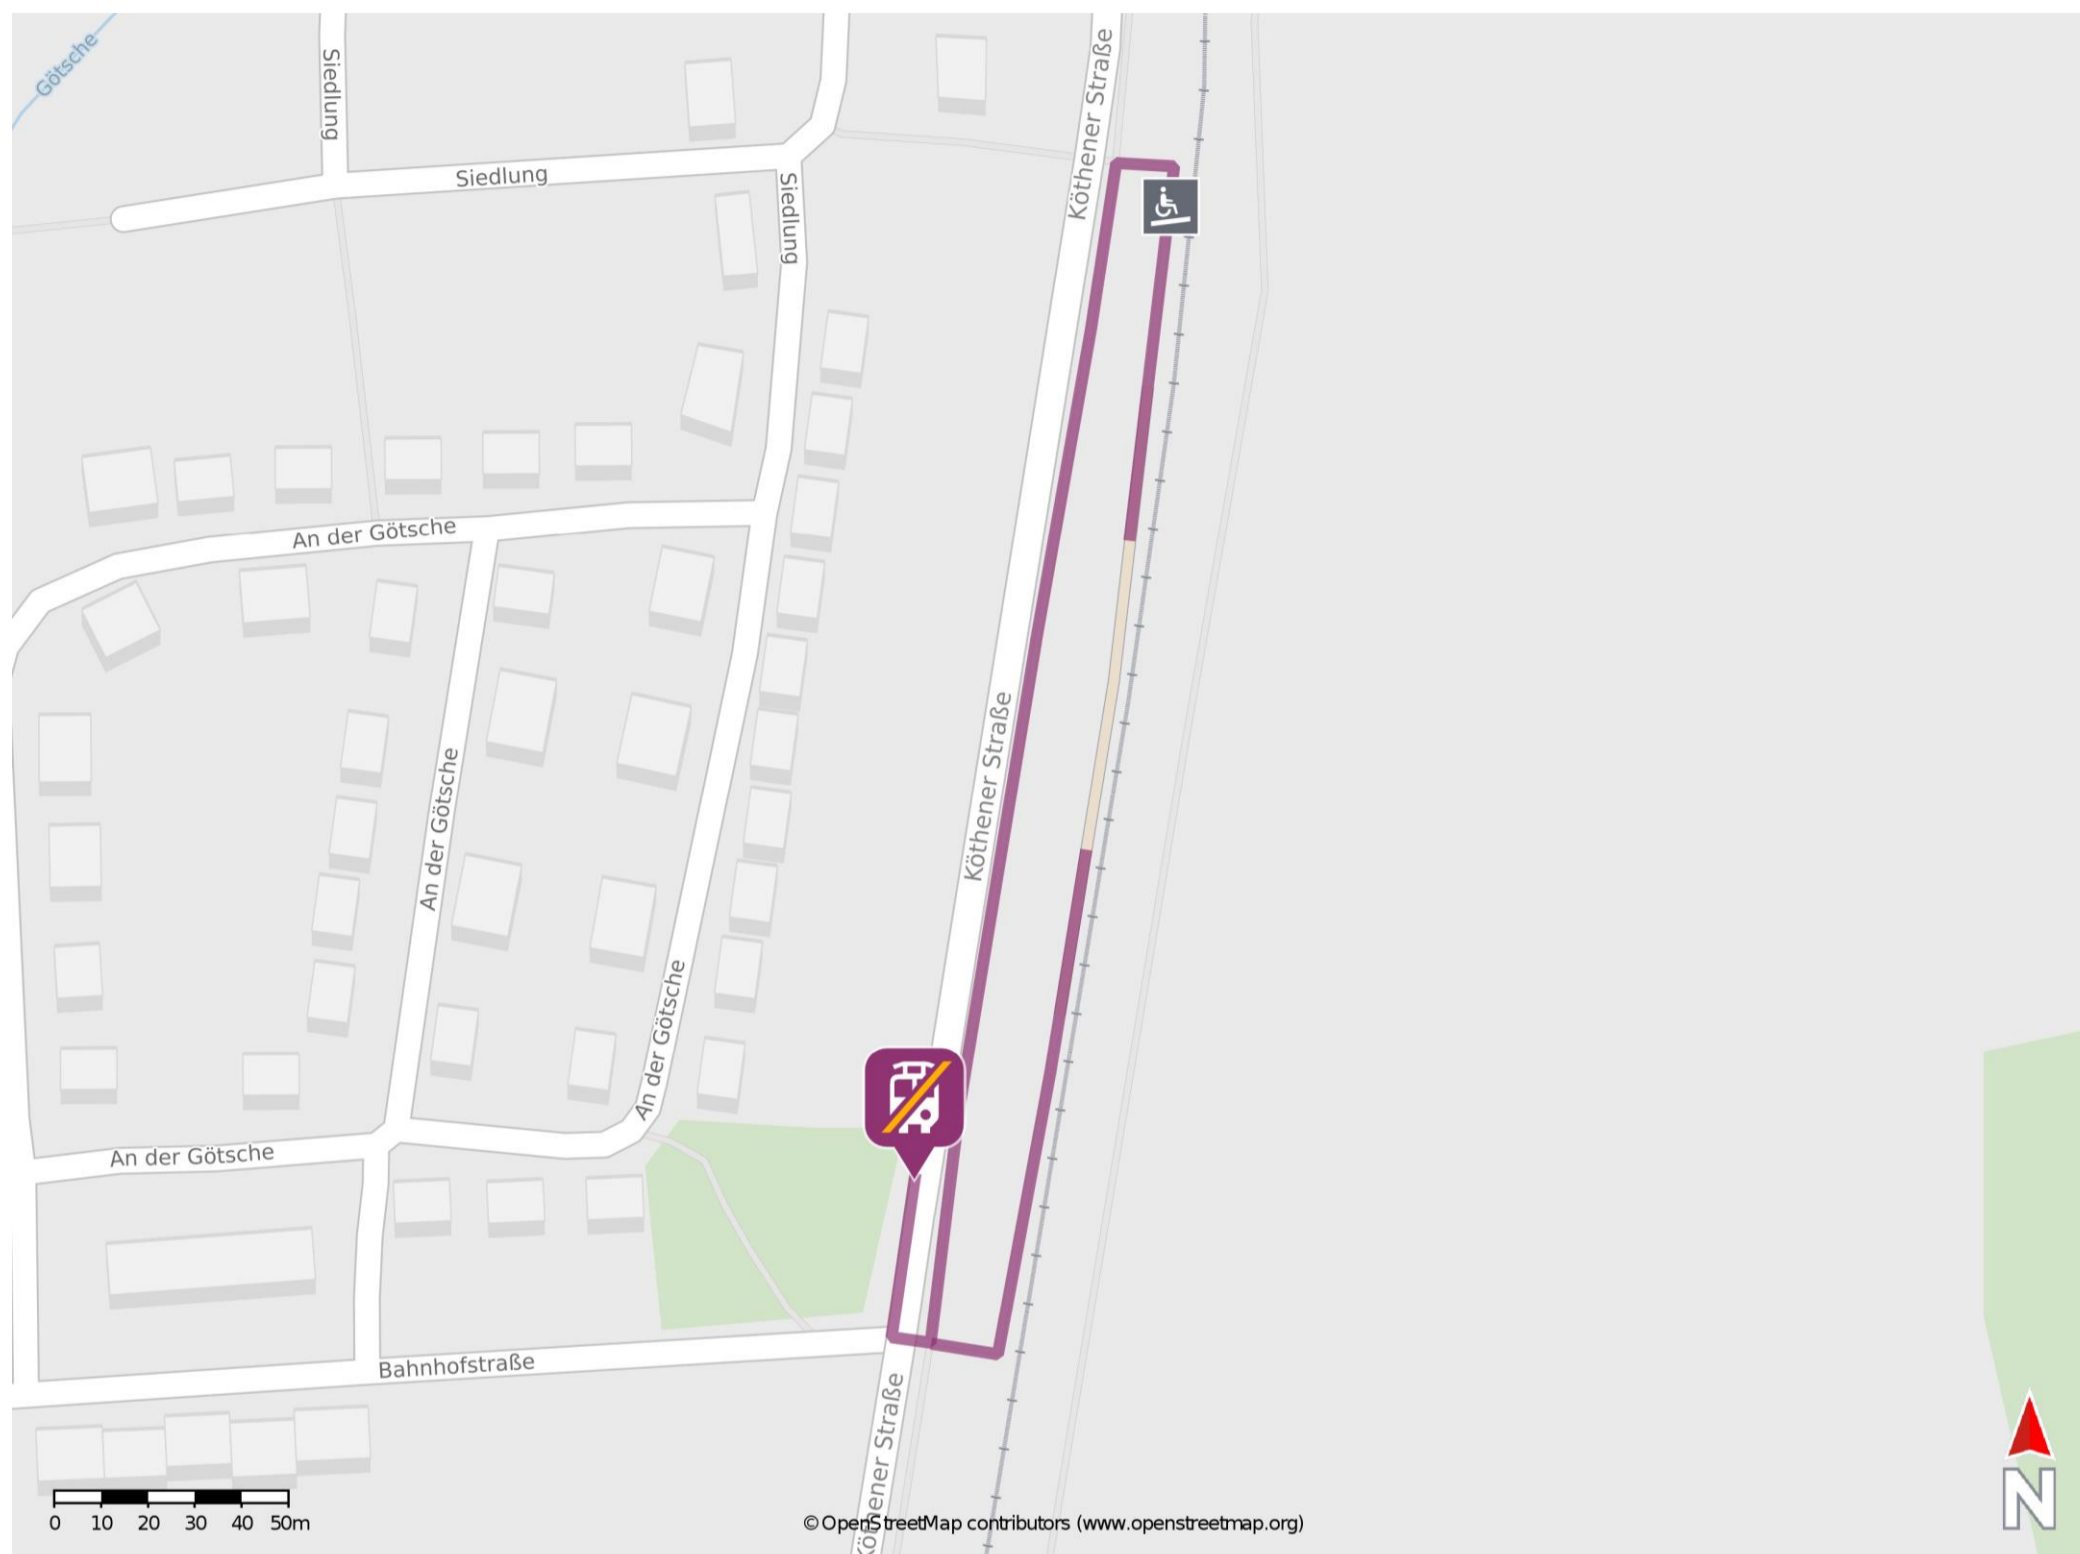 Götsche
Siedlung
Köthener Straße
Siedlung
Siedlung
An der Götsche
Köthener Straße
An der Götsche
An der Götsche
An der Götsche
Bahnhofstraße
Köthener Straße
0 10 20 30 40 50m
© OpenStreetMap contributors (www.openstreetmap.org)
N